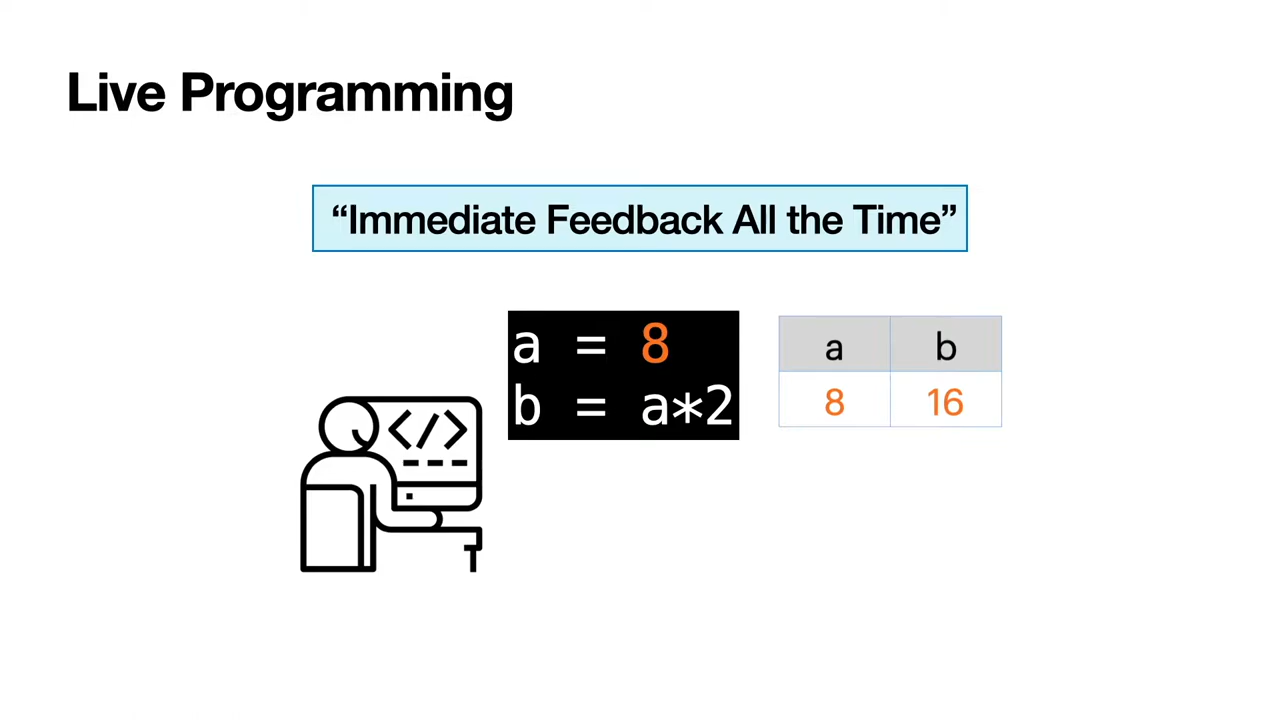 Live Programming
“Immediate Feedback All the Time”
a = 8
b = a*2
a b
8 16
</>